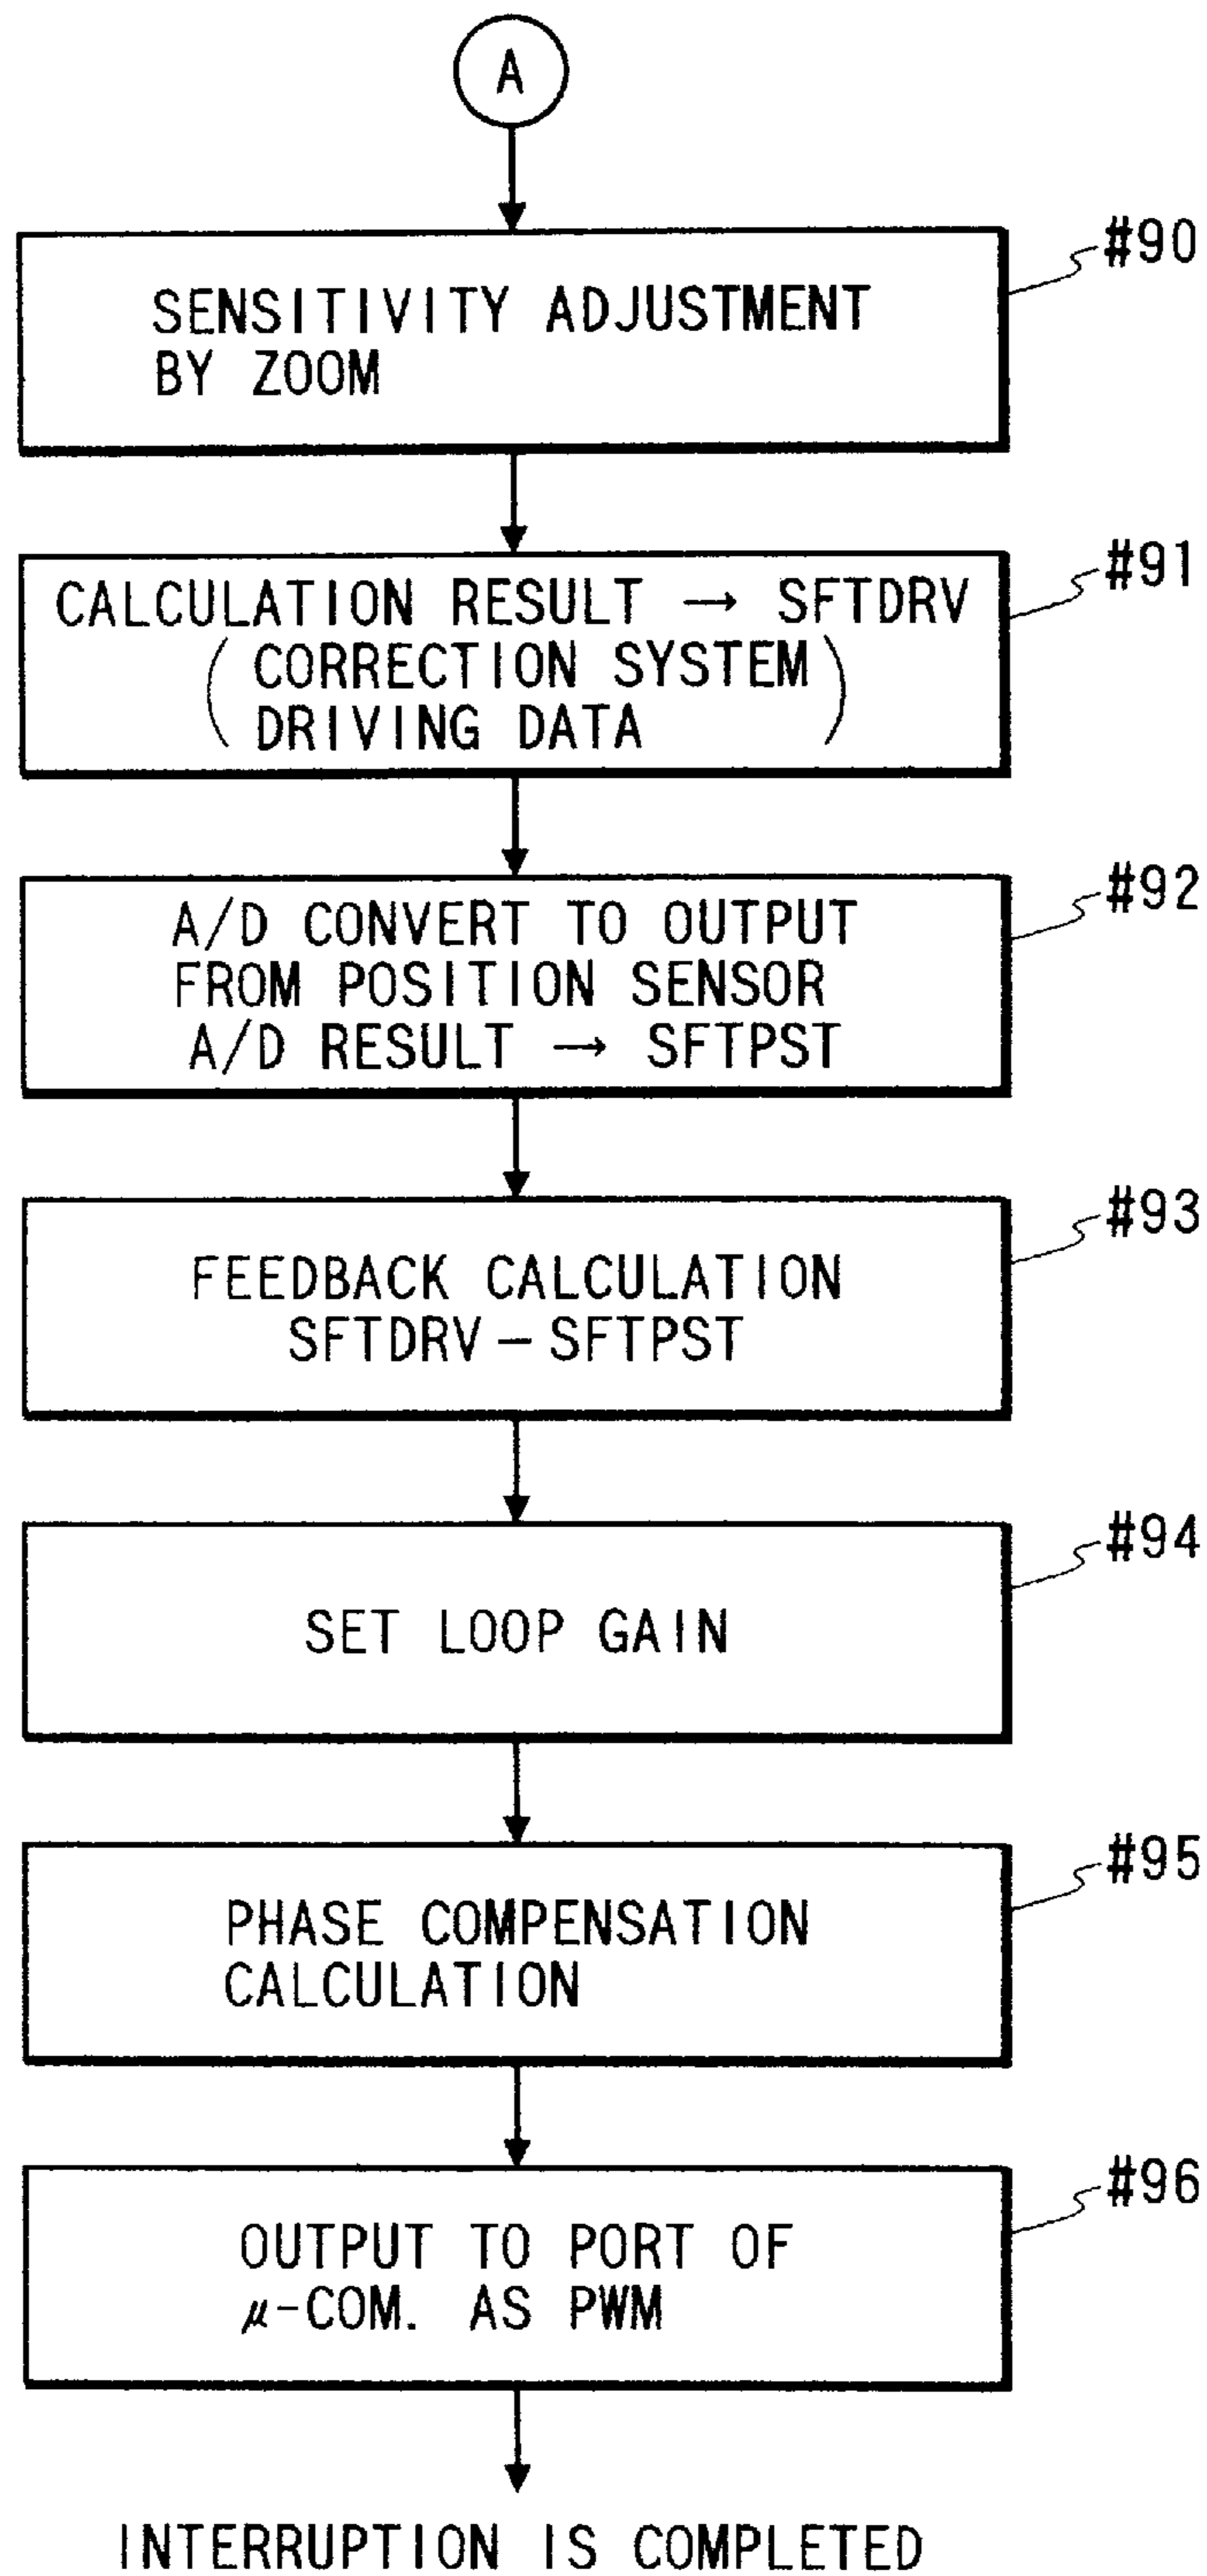 A
#90
SENSITIVITY ADJUSTMENT
BY ZOOM
#91
CALCULATION RESULT → SFTDRV
( CORRECTION SYSTEM
DRIVING DATA )
#92
A/D CONVERT TO OUTPUT
FROM POSITION SENSOR
A/D RESULT → SFTPST
#93
FEEDBACK CALCULATION
SFTDRV – SFTPST
#94
SET LOOP GAIN
#95
PHASE COMPENSATION
CALCULATION
#96
OUTPUT TO PORT OF
μ-COM. AS PWM
INTERRUPTION IS COMPLETED